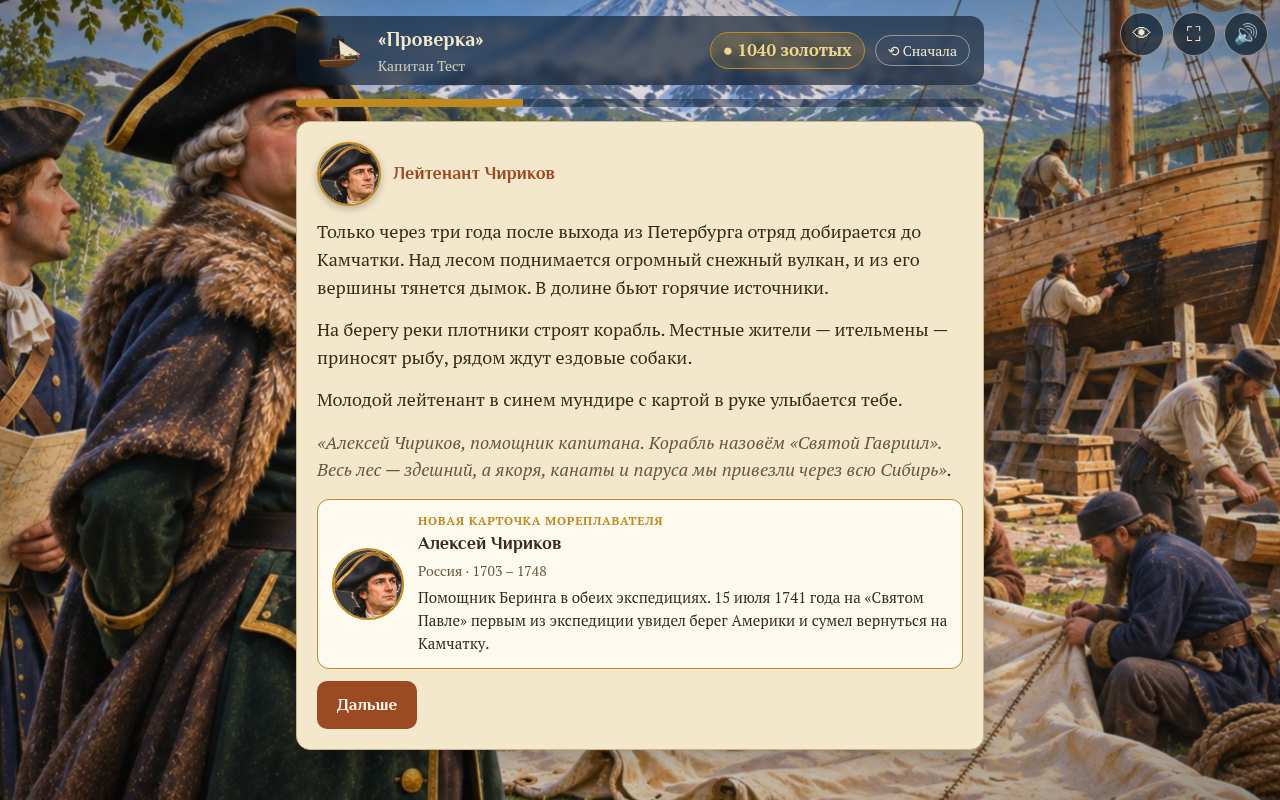 «Проверка»
Капитан Тест
● 1040 золотых
⟲ Сначала
Лейтенант Чириков
Только через три года после выхода из Петербурга отряд добирается до
Камчатки. Над лесом поднимается огромный снежный вулкан, и из его
вершины тянется дымок. В долине бьют горячие источники.
На берегу реки плотники строят корабль. Местные жители — ительмены —
приносят рыбу, рядом ждут ездовые собаки.
Молодой лейтенант в синем мундире с картой в руке улыбается тебе.
«Алексей Чириков, помощник капитана. Корабль назовём «Святой Гавриил».
Весь лес — здешний, а якоря, канаты и паруса мы привезли через всю Сибирь».
НОВАЯ КАРТОЧКА МОРЕПЛАВАТЕЛЯ
Алексей Чириков
Россия · 1703 – 1748
Помощник Беринга в обеих экспедициях. 15 июля 1741 года на «Святом
Павле» первым из экспедиции увидел берег Америки и сумел вернуться на
Камчатку.
Дальше